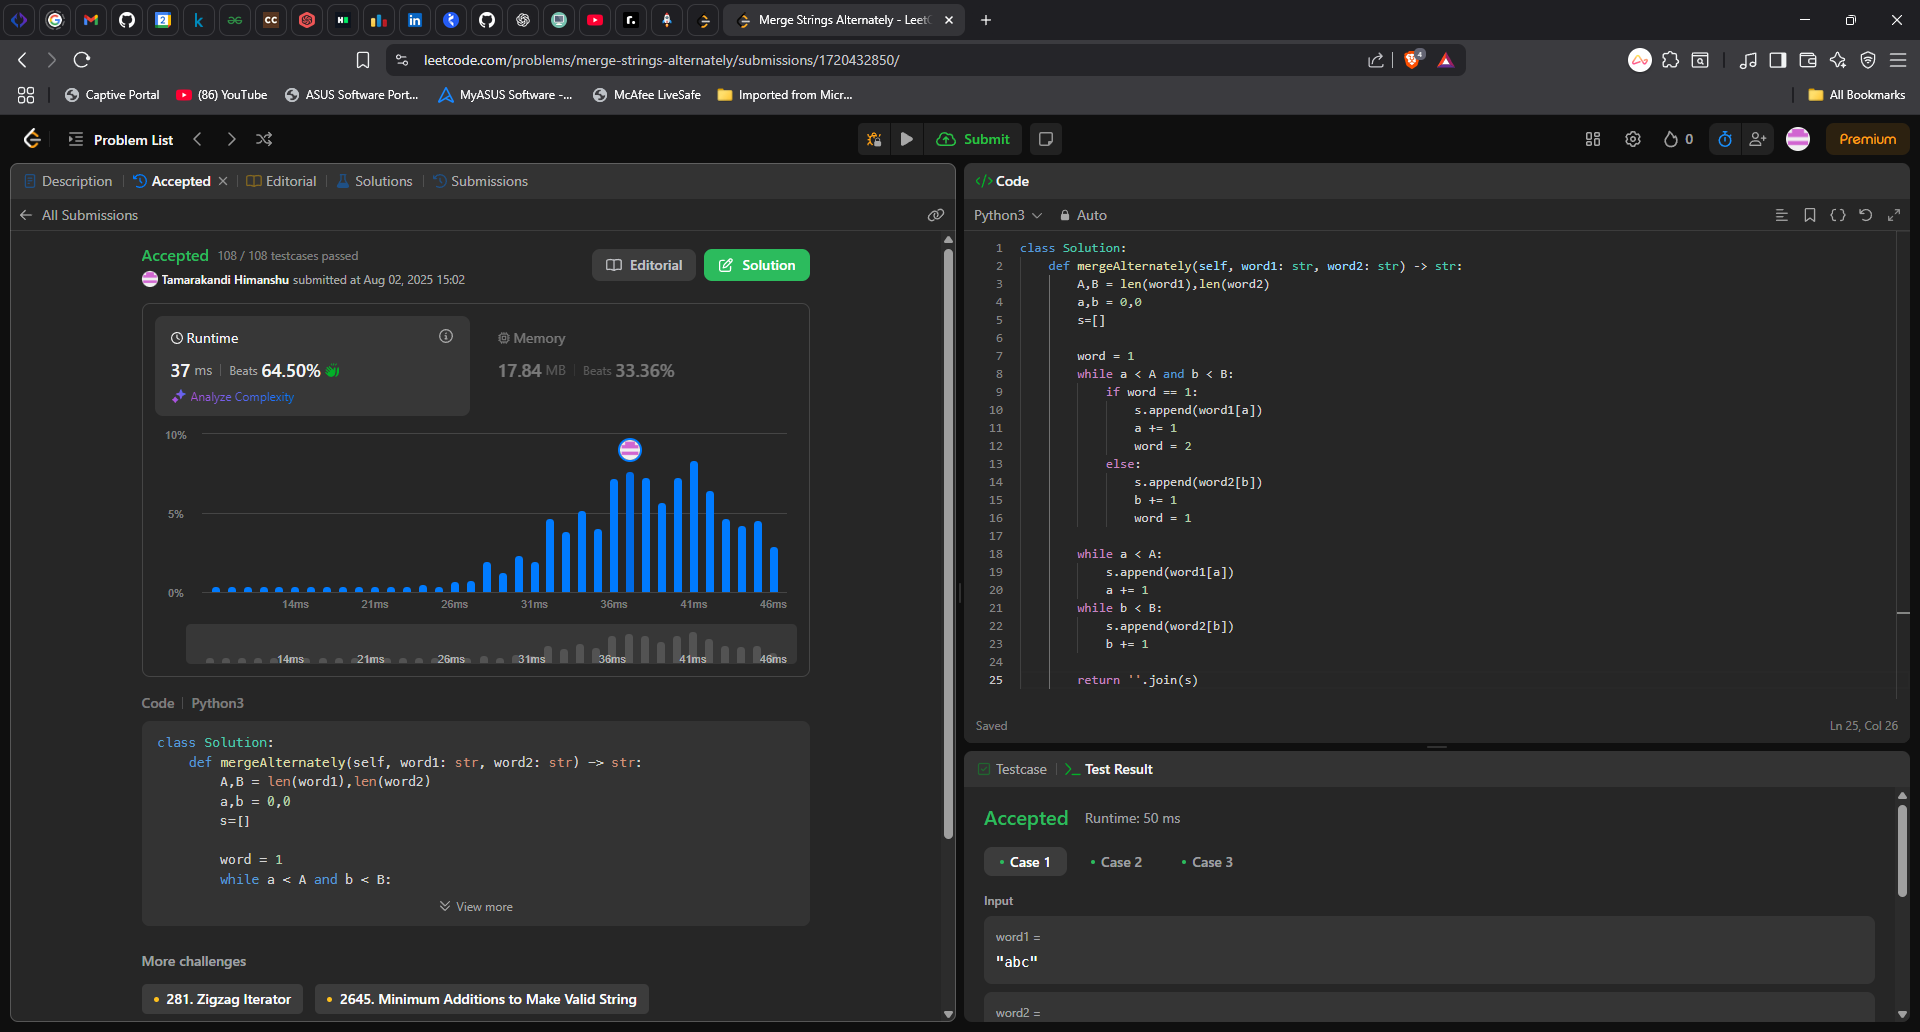 Merge Strings Alternately - LeetC
leetcode.com/problems/merge-strings-alternately/submissions/1720432850/
4
Captive Portal
(86) YouTube
ASUS Software Port...
MyASUS Software -...
McAfee LiveSafe
Imported from Micr...
All Bookmarks
Problem List
Submit
0
Premium
Description
Accepted
Editorial
Solutions
Submissions
All Submissions
Accepted 108 / 108 testcases passed
Tamarakandi Himanshu submitted at Aug 02, 2025 15:02
Editorial
Solution
Runtime
37 ms | Beats 64.50%
Analyze Complexity
Memory
17.84 MB | Beats 33.36%
10%
5%
0%
14ms 21ms 26ms 31ms 36ms 41ms 46ms
14ms 21ms 26ms 31ms 36ms 41ms 46ms
Code | Python3
class Solution:
def mergeAlternately(self, word1: str, word2: str) -> str:
A,B = len(word1),len(word2)
a,b = 0,0
s=[]
word = 1
while a < A and b < B:
View more
More challenges
281. Zigzag Iterator
2645. Minimum Additions to Make Valid String
</> Code
Python3
Auto
1 class Solution:
2 def mergeAlternately(self, word1: str, word2: str) -> str:
3 A,B = len(word1),len(word2)
4 a,b = 0,0
5 s=[]
6
7 word = 1
8 while a < A and b < B:
9 if word == 1:
10 s.append(word1[a])
11 a += 1
12 word = 2
13 else:
14 s.append(word2[b])
15 b += 1
16 word = 1
17
18 while a < A:
19 s.append(word1[a])
20 a += 1
21 while b < B:
22 s.append(word2[b])
23 b += 1
24
25 return ''.join(s)
Saved
Ln 25, Col 26
Testcase
Test Result
Accepted Runtime: 50 ms
Case 1
Case 2
Case 3
Input
word1 =
"abc"
word2 =